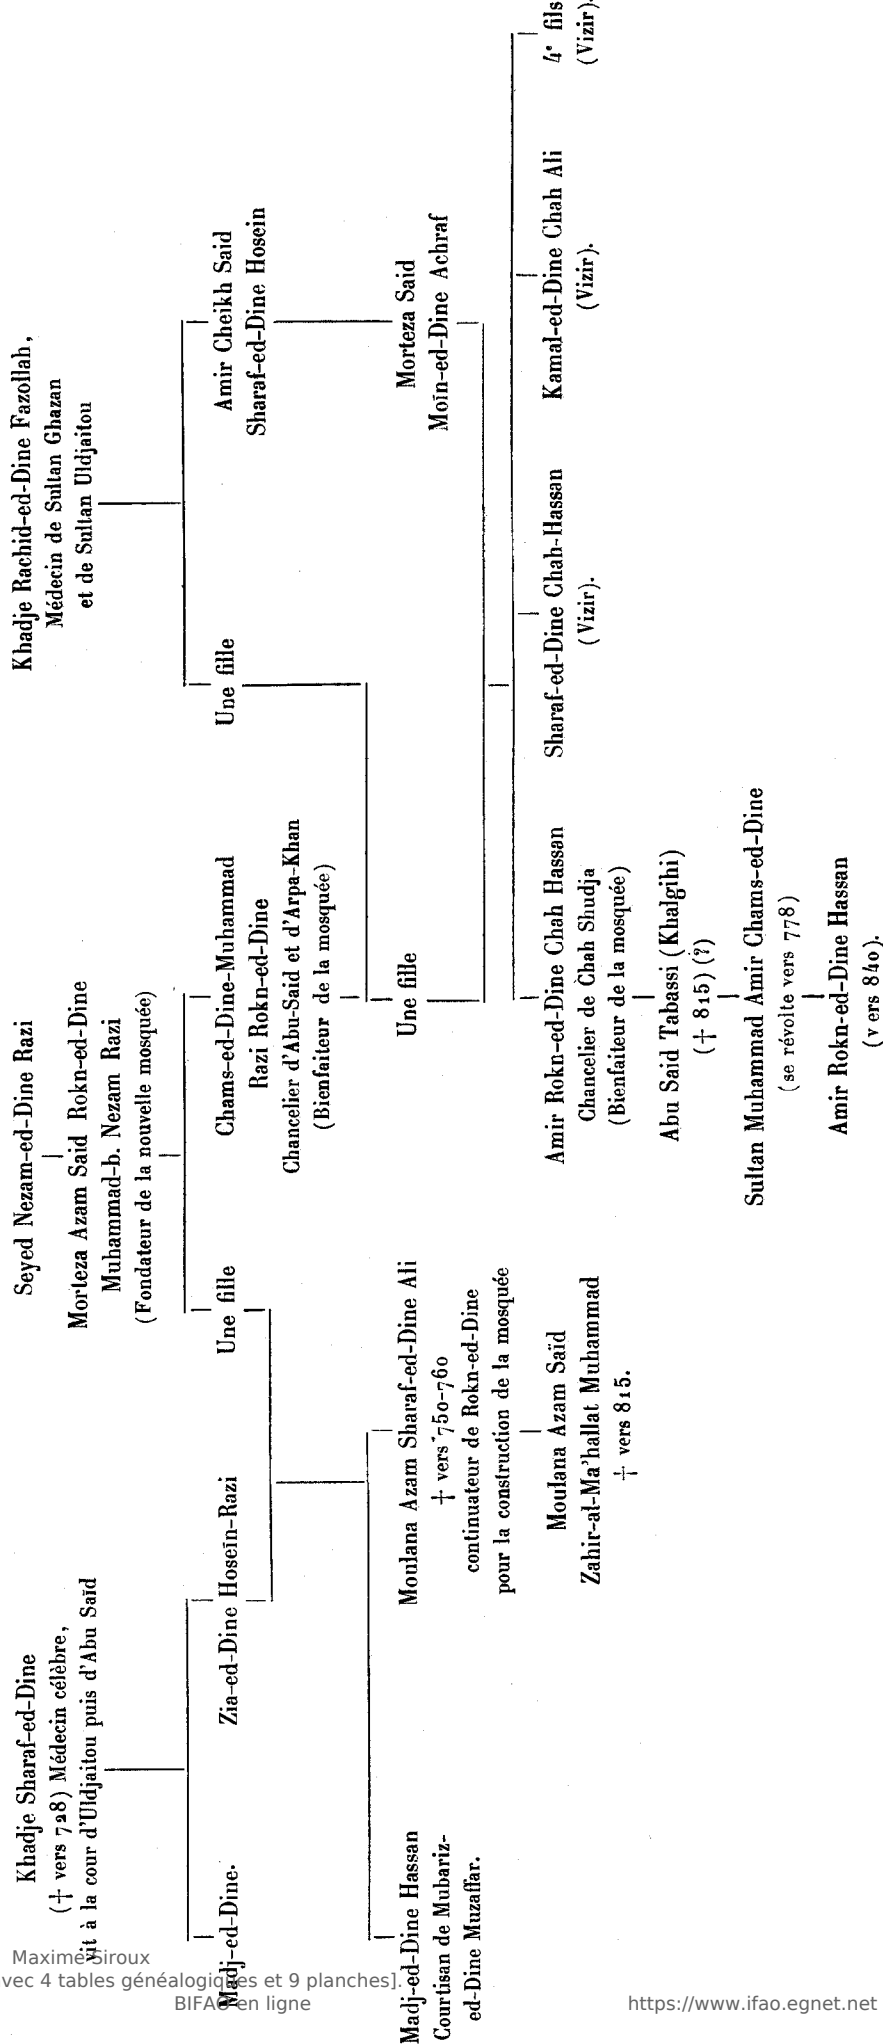 Khadje Sharaf-ed-Dine
(† vers 728) Médecin célèbre,
vit à la cour d'Uldjaitou puis d'Abu Saïd
Seyed Nezam-ed-Dine Razi
Morteza Azam Said Rokn-ed-Dine
Muhammad-b. Nezam Razi
(Fondateur de la nouvelle mosquée)
Khadje Rachid-ed-Dine Fazollah,
Médecin de Sultan Ghazan
et de Sultan Uldjaitou
Madj-ed-Dine.
Zia-ed-Dine Hoseïn-Razi
Une fille
Chams-ed-Dine-Muhammad
Razi Rokn-ed-Dine
Chancelier d'Abu-Said et d'Arpa-Khan
(Bienfaiteur de la mosquée)
Une fille
Amir Cheikh Said
Sharaf-ed-Dine Hosein
Madj-ed-Dine Hassan
Courtisan de Mubariz-
ed-Dine Muzaffar.
Moulana Azam Sharaf-ed-Dine Ali
† vers 750-760
continuateur de Rokn-ed-Dine
pour la construction de la mosquée
Une fille
Morteza Said
Moïn-ed-Dine Achraf
Moulana Azam Saïd
Zahir-al-Ma'hallat Muhammad
† vers 815.
Amir Rokn-ed-Dine Chah Hassan
Chancelier de Chah Shudja
(Bienfaiteur de la mosquée)
Sharaf-ed-Dine Chah-Hassan
(Vizir).
Kamal-ed-Dine Chah Ali
(Vizir).
4e fils
(Vizir).
Abu Said Tabassi (Khalgihi)
(† 815) (?)
Sultan Muhammad Amir Chams-ed-Dine
(se révolte vers 778)
Amir Rokn-ed-Dine Hassan
(vers 840).
Maxime Siroux
vec 4 tables généalogiques et 9 planches].
BIFAO en ligne
https://www.ifao.egnet.net